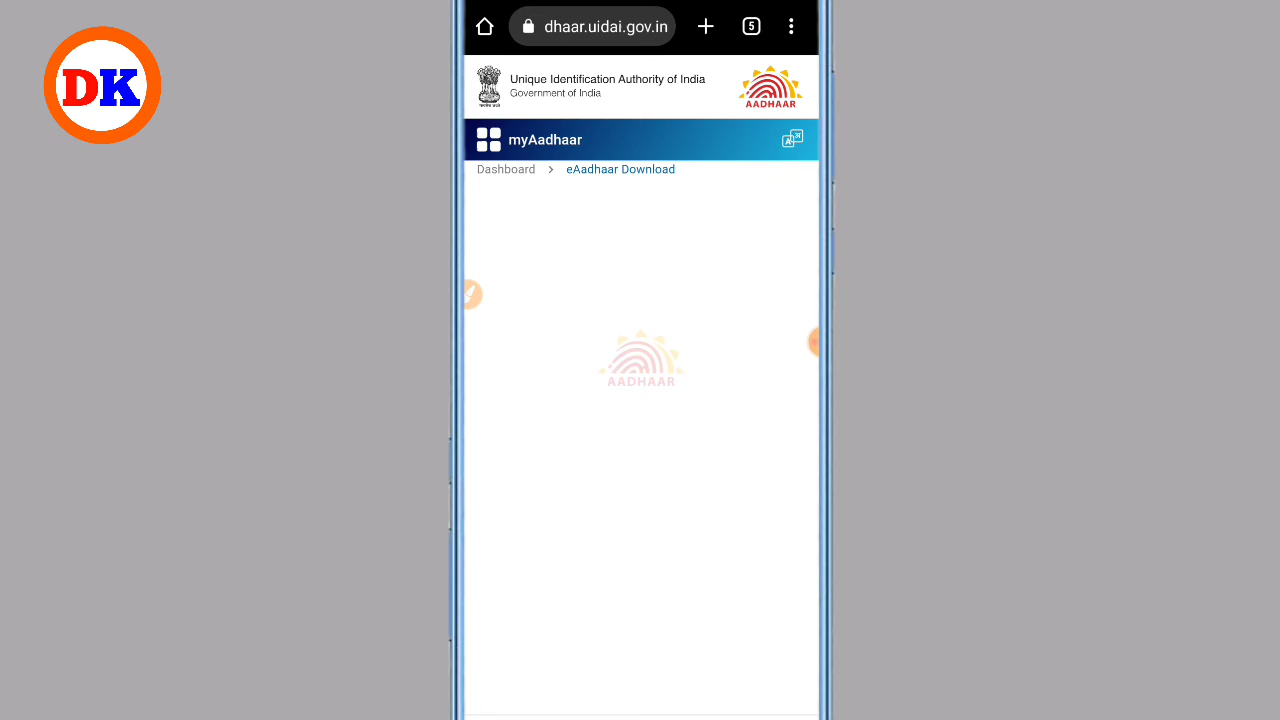 DK
dhaar.uidai.gov.in
5
Unique Identification Authority of India
Government of India
AADHAAR
myAadhaar
Dashboard > eAadhaar Download
AADHAAR